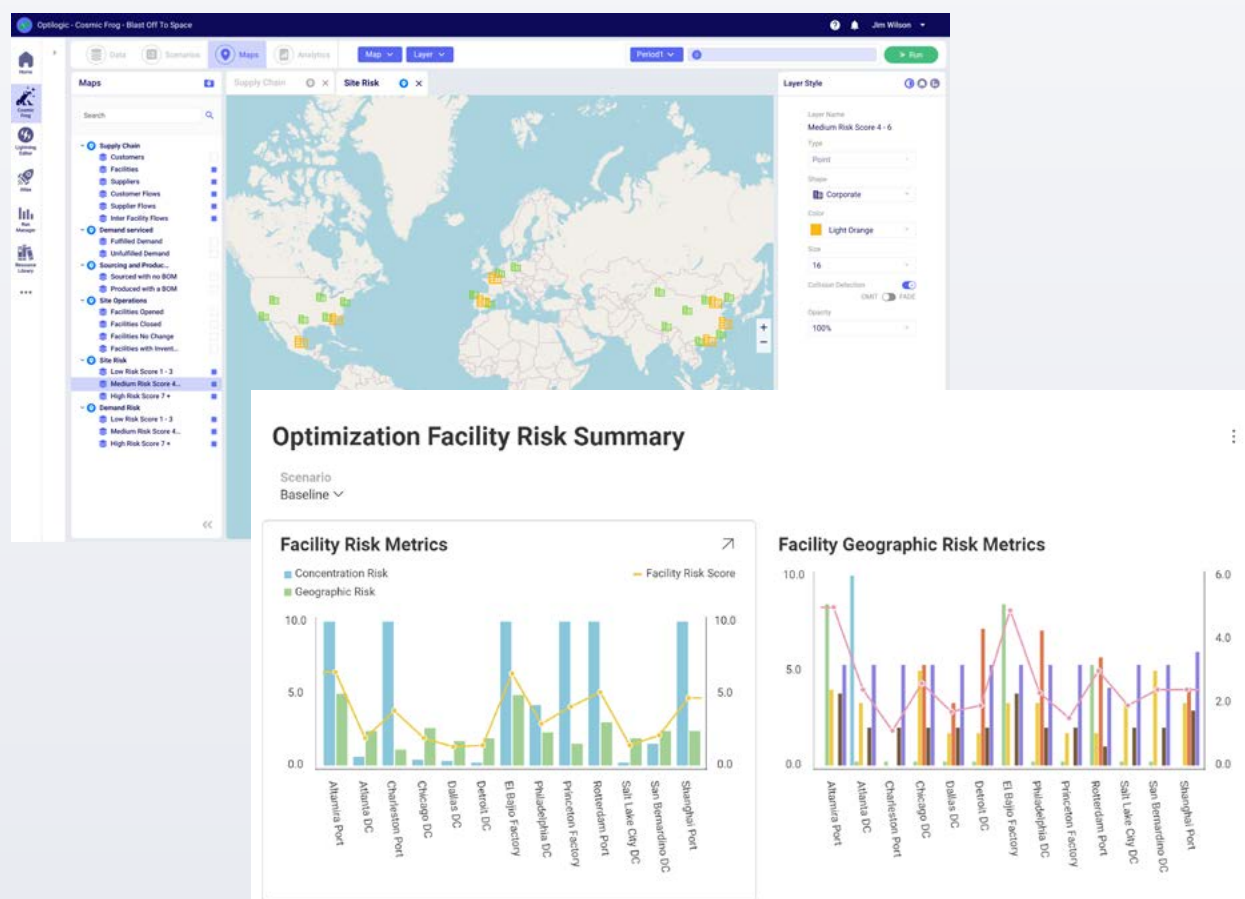 Optilogic - Cosmic Frog - Blast Off To Space
Jim Wilson
Home
Cosmic Frog
Lightning Editor
Atlas
Run Manager
Resource Library
Data
Scenarios
Maps
Analytics
Map
Layer
Period1
Run
Maps
Search
Supply Chain
Customers
Facilities
Suppliers
Customer Flows
Supplier Flows
Inter Facility Flows
Demand serviced
Fulfilled Demand
Unfulfilled Demand
Sourcing and Produc...
Sourced with no BOM
Produced with a BOM
Site Operations
Facilities Opened
Facilities Closed
Facilities No Change
Facilities with Invent...
Site Risk
Low Risk Score 1 - 3
Medium Risk Score 4...
High Risk Score 7 +
Demand Risk
Low Risk Score 1 - 3
Medium Risk Score 4...
High Risk Score 7 +
Supply Chain
Site Risk
Layer Style
Layer Name
Medium Risk Score 4 - 6
Type
Point
Shape
Corporate
Color
Light Orange
Size
16
Collision Detection
OMIT FADE
Opacity
100%
Optimization Facility Risk Summary
Scenario
Baseline
Facility Risk Metrics
Concentration Risk
Geographic Risk
Facility Risk Score
10.0
5.0
0.0
10.0
5.0
0.0
Altamira Port
Atlanta DC
Charleston Port
Chicago DC
Dallas DC
Detroit DC
El Bajio Factory
Philadelphia DC
Princeton Factory
Rotterdam Port
Salt Lake City DC
San Bernardino DC
Shanghai Port
Facility Geographic Risk Metrics
10.0
5.0
0.0
6.0
4.0
2.0
0.0
Altamira Port
Atlanta DC
Charleston Port
Chicago DC
Dallas DC
Detroit DC
El Bajio Factory
Philadelphia DC
Princeton Factory
Rotterdam Port
Salt Lake City DC
San Bernardino DC
Shanghai Port